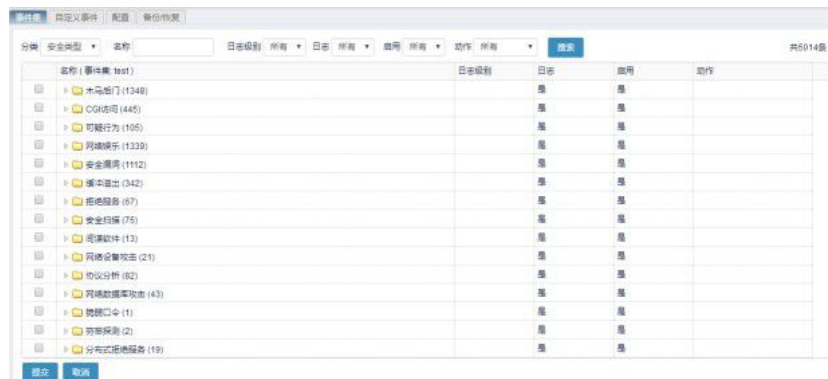 事件集 自定义事件 配置 备份/恢复
分类 安全类型 名称 日志级别 所有 日志 所有 启用 所有 动作 所有 搜索 共5014条
名称 ( 事件集: test ) 日志级别 日志 启用 动作
木马后门 (1348) 是 是
CGI访问 (445) 是 是
可疑行为 (105) 是 是
网络娱乐 (1339) 是 是
安全漏洞 (1112) 是 是
缓冲溢出 (342) 是 是
拒绝服务 (67) 是 是
安全扫描 (75) 是 是
间谍软件 (13) 是 是
网络设备攻击 (21) 是 是
协议分析 (82) 是 是
网络数据库攻击 (43) 是 是
脆弱口令 (1) 是 是
穷举探测 (2) 是 是
分布式拒绝服务 (19) 是 是
提交 取消